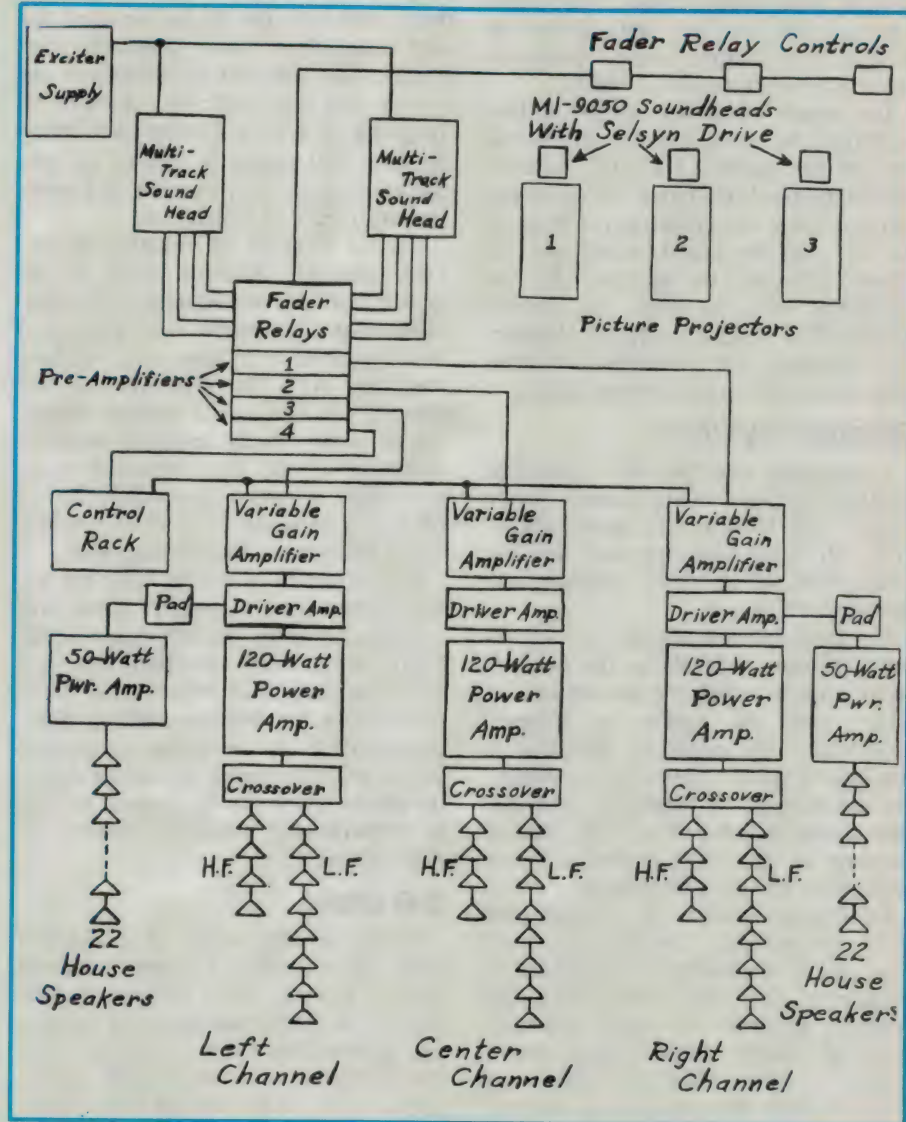 Exciter
Supply
Fader Relay Controls
MI-9050 Soundheads
With Selsyn Drive
Multi-
Track
Sound
Head
Multi-
Track
Sound
Head
1
2
3
Picture Projectors
Fader
Relays
Pre-Amplifiers
1
2
3
4
Control
Rack
Variable
Gain
Amplifier
Variable
Gain
Amplifier
Variable
Gain
Amplifier
Pad
Driver Amp.
Driver Amp.
Driver Amp.
Pad
50-Watt
Pwr. Amp.
120-Watt
Power
Amp.
120-Watt
Power
Amp.
120-Watt
Power
Amp.
50-Watt
Pwr.
Amp.
Crossover
Crossover
Crossover
H.F.
L.F.
H.F.
L.F.
H.F.
L.F.
22
House
Speakers
22
House
Speakers
Left
Channel
Center
Channel
Right
Channel